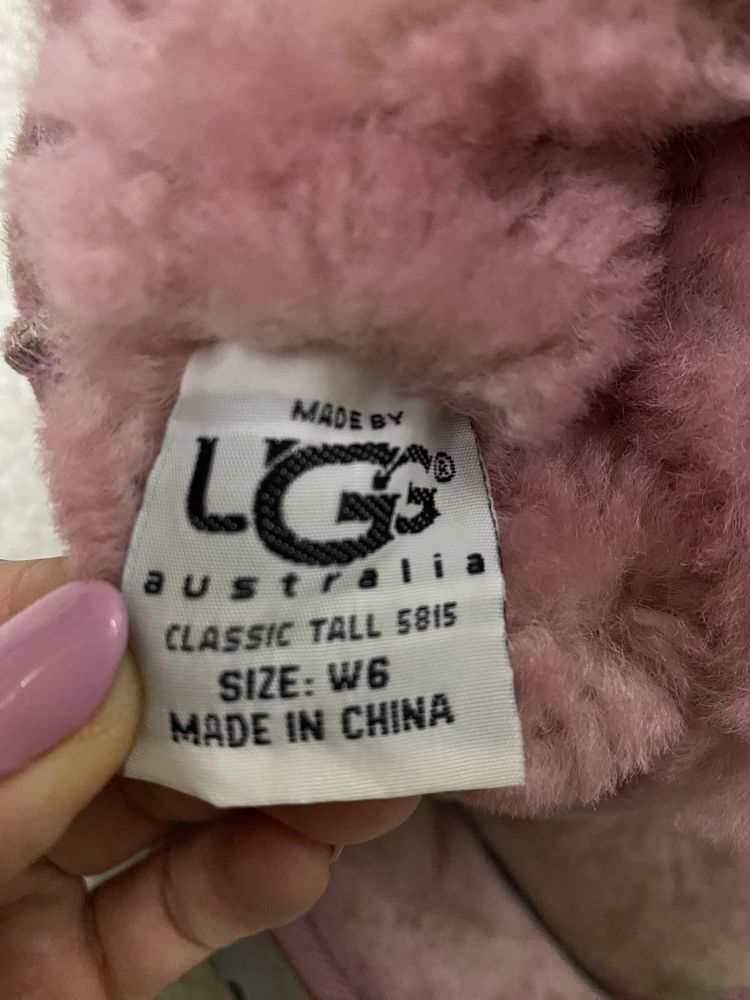 MADE BY
UGG®
australia
CLASSIC TALL 5815
SIZE: W6
MADE IN CHINA